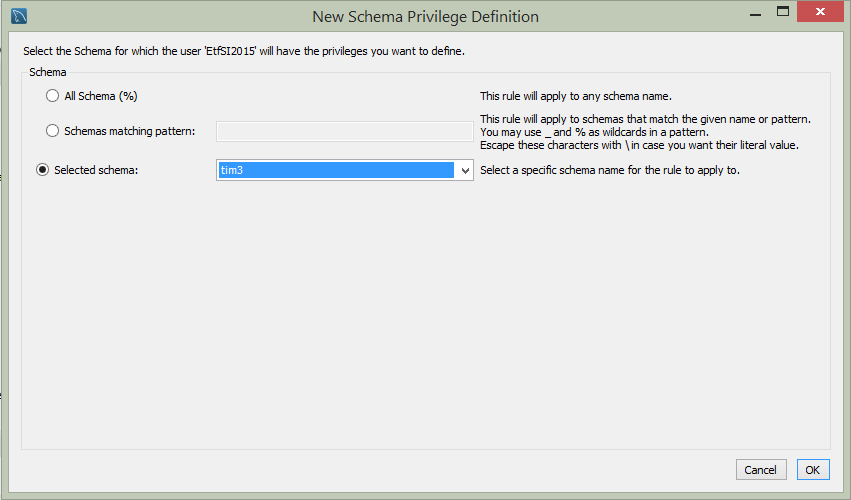 New Schema Privilege Definition
Select the Schema for which the user 'EtfSI2015' will have the privileges you want to define.
Schema
All Schema (%)
This rule will apply to any schema name.
Schemas matching pattern:
This rule will apply to schemas that match the given name or pattern.
You may use _ and % as wildcards in a pattern.
Escape these characters with \ in case you want their literal value.
Selected schema:
tim3
Select a specific schema name for the rule to apply to.
Cancel
OK